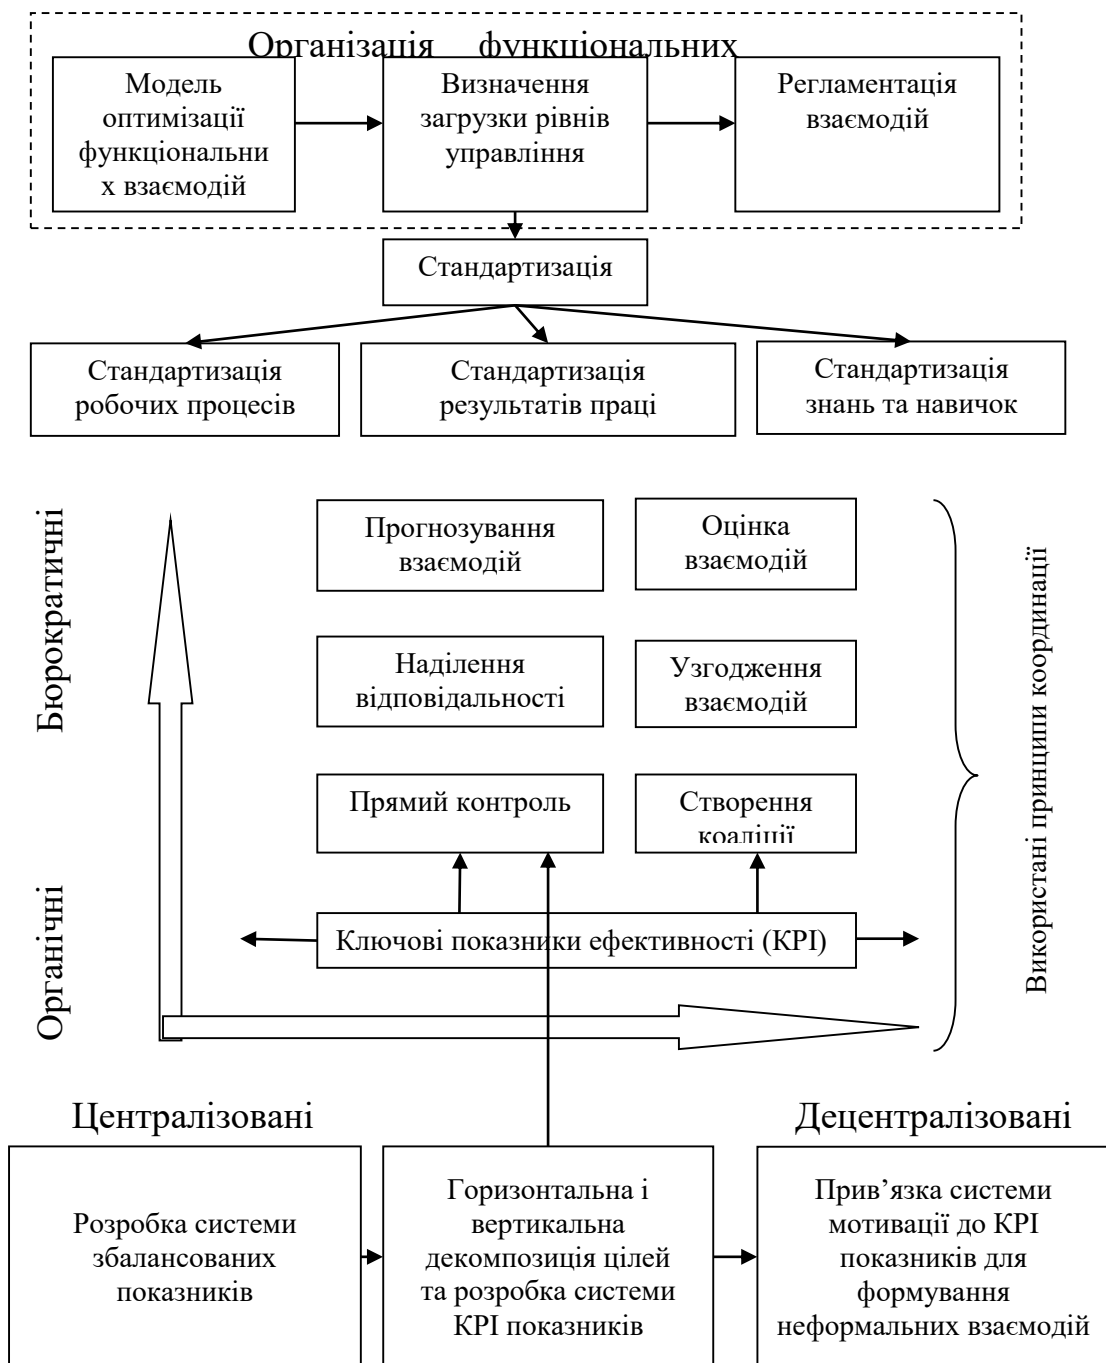 Організація функціональних
Модель
оптимізації
функціональни
х взаємодій
Визначення
загрузки рівнів
управління
Регламентація
взаємодій
Стандартизація
Стандартизація
робочих процесів
Стандартизація
результатів праці
Стандартизація
знань та навичок
Бюрократичні
Органічні
Прогнозування
взаємодій
Оцінка
взаємодій
Наділення
відповідальності
Узгодження
взаємодій
Прямий контроль
Створення
коаліції
Ключові показники ефективності (КРІ)
Використані принципи координації
Централізовані
Децентралізовані
Розробка системи
збалансованих
показників
Горизонтальна і
вертикальна
декомпозиція цілей
та розробка системи
КРІ показників
Прив’язка системи
мотивації до КРІ
показників для
формування
неформальних взаємодій